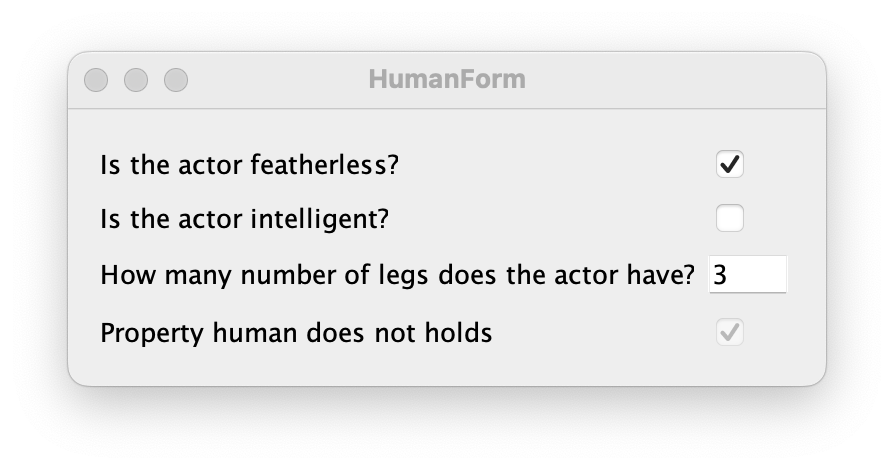 HumanForm
Is the actor featherless?
Is the actor intelligent?
How many number of legs does the actor have? 3
Property human does not holds